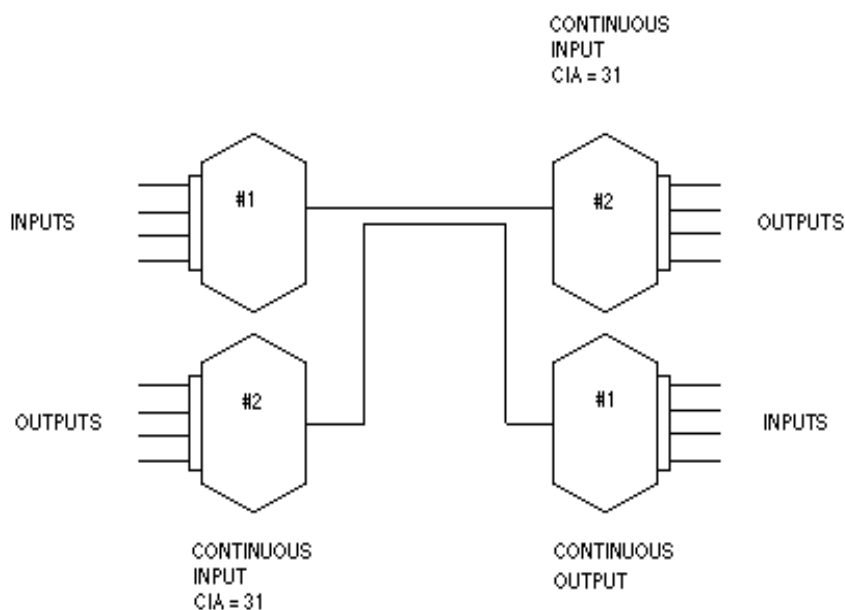 CONTINUOUS
INPUT
CIA = 31
#1
#2
INPUTS
OUTPUTS
#2
#1
OUTPUTS
INPUTS
CONTINUOUS
INPUT
CIA = 31
CONTINUOUS
OUTPUT